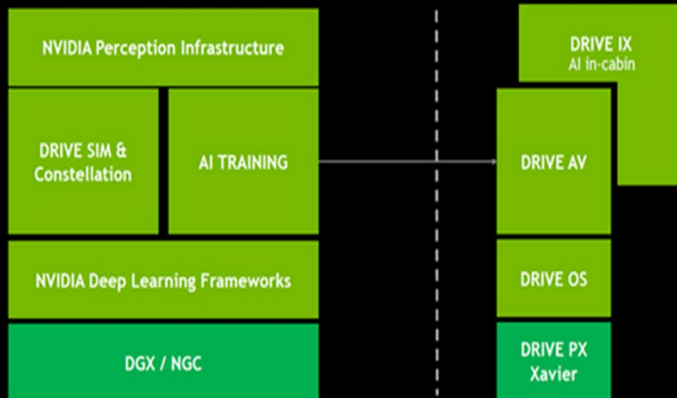 NVIDIA Perception Infrastructure
DRIVE SIM &
Constellation
AI TRAINING
NVIDIA Deep Learning Frameworks
DGX / NGC
DRIVE IX
AI in-cabin
DRIVE AV
DRIVE OS
DRIVE PX
Xavier